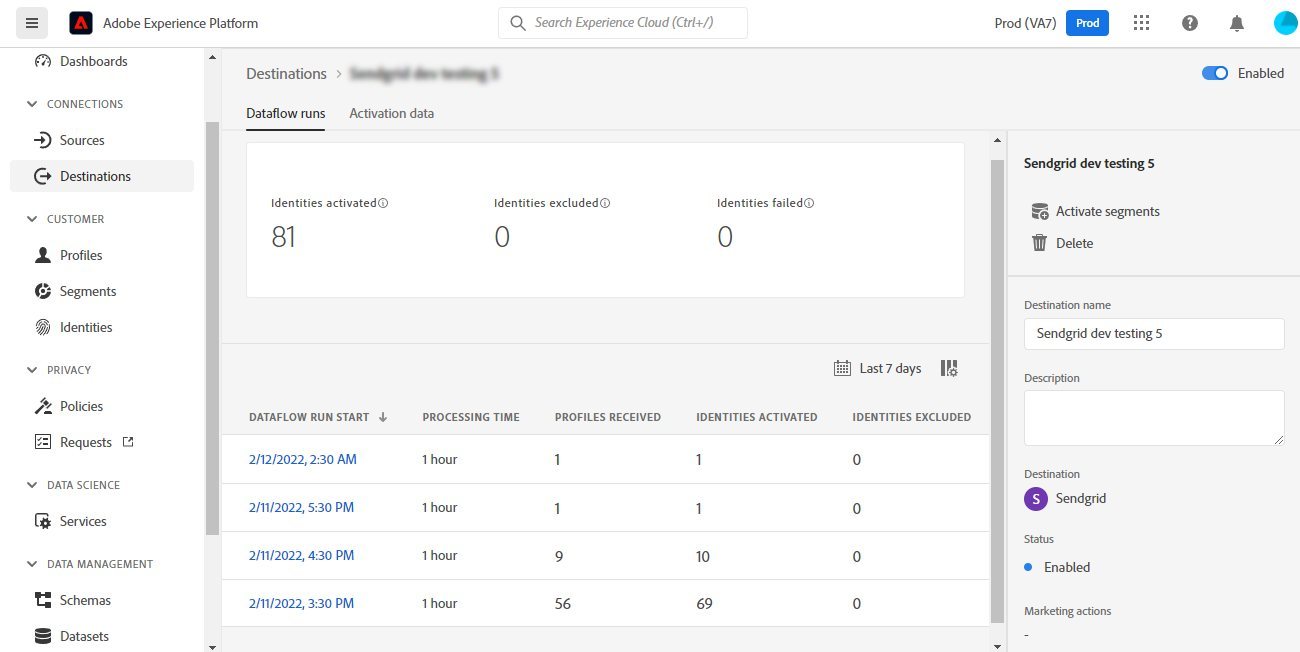 Adobe Experience Platform
Search Experience Cloud (Ctrl+/)
Prod (VA7)
Prod
Dashboards
CONNECTIONS
Sources
Destinations
CUSTOMER
Profiles
Segments
Identities
PRIVACY
Policies
Requests
DATA SCIENCE
Services
DATA MANAGEMENT
Schemas
Datasets
Destinations > Sendgrid dev testing 5
Enabled
Dataflow runs Activation data
Identities activated Identities excluded Identities failed
81 0 0
Last 7 days
DATAFLOW RUN START PROCESSING TIME PROFILES RECEIVED IDENTITIES ACTIVATED IDENTITIES EXCLUDED
2/12/2022, 2:30 AM 1 hour 1 1 0
2/11/2022, 5:30 PM 1 hour 1 1 0
2/11/2022, 4:30 PM 1 hour 9 10 0
2/11/2022, 3:30 PM 1 hour 56 69 0
Sendgrid dev testing 5
Activate segments
Delete
Destination name
Sendgrid dev testing 5
Description
Destination
S Sendgrid
Status
Enabled
Marketing actions
-